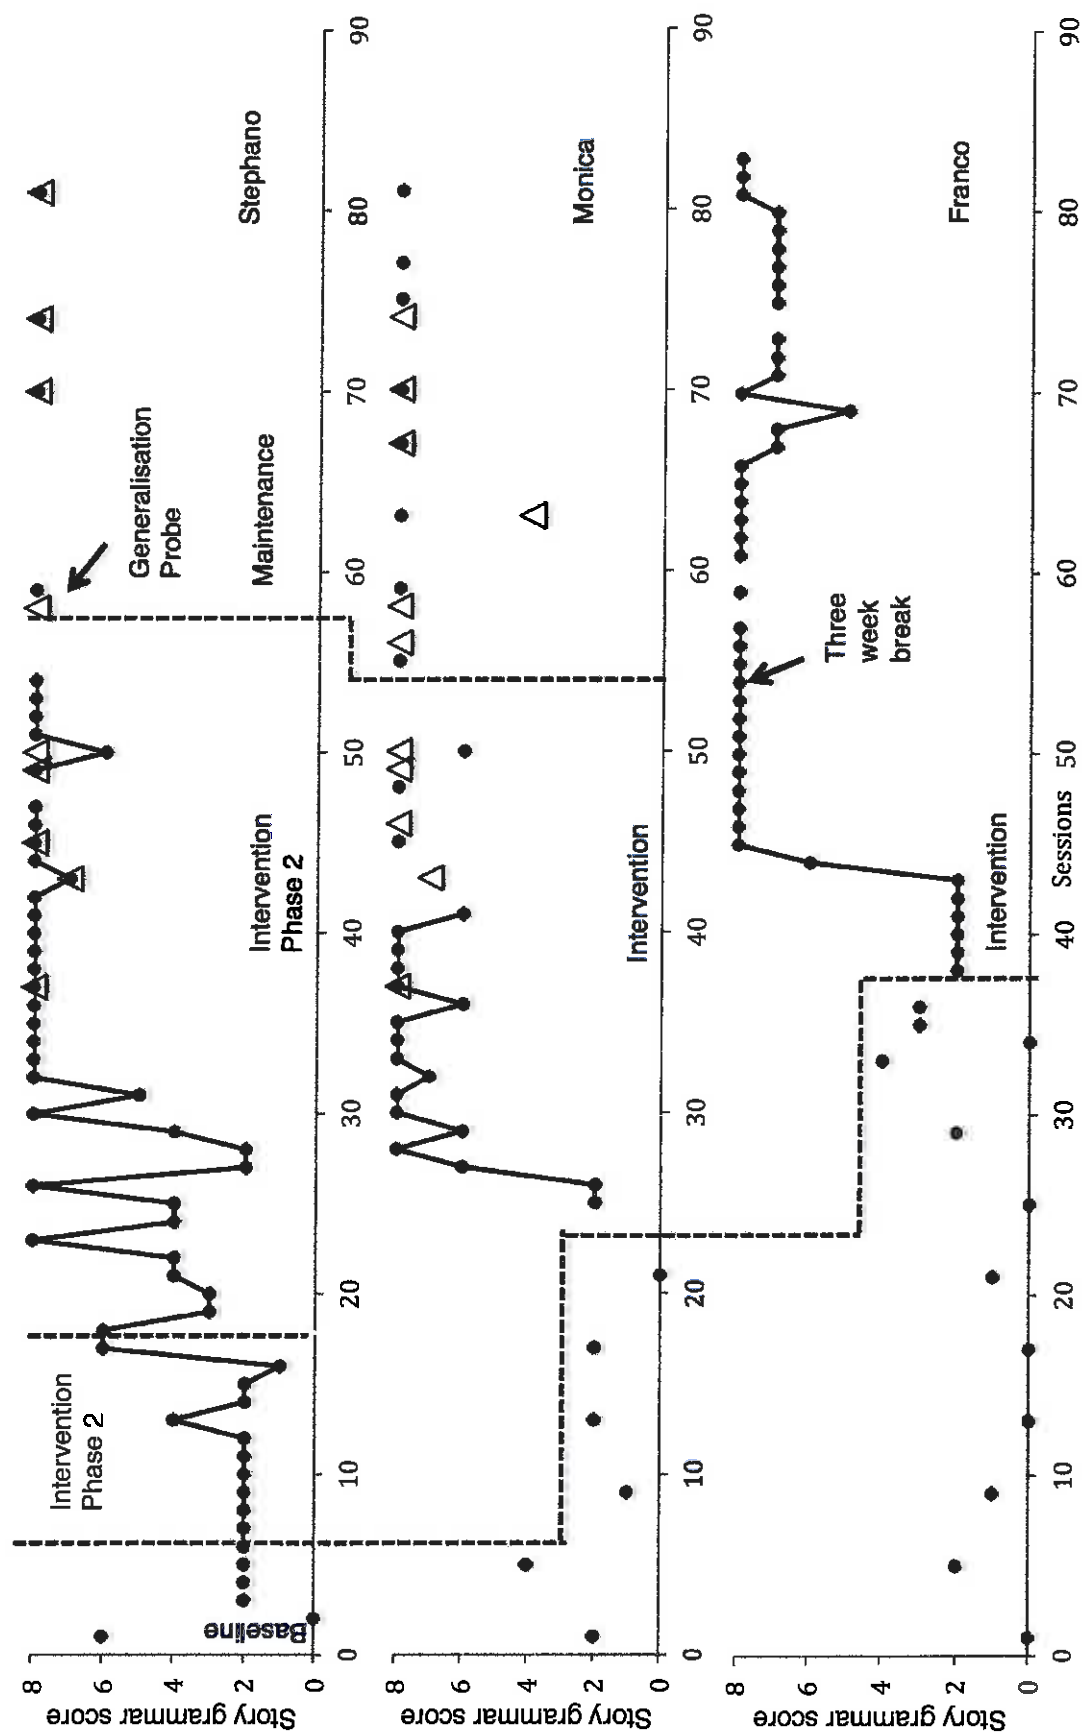 Story grammar score
8
6
4
2
0
Baseline
Intervention
Phase 2
Intervention
Phase 2
Generalisation
Probe
Maintenance
Stephano
0
10
20
30
40
50
60
70
80
90
Story grammar score
8
6
4
2
0
Intervention
Monica
0
10
20
30
40
50
60
70
80
90
Story grammar score
8
6
4
2
0
Intervention
Three
week
break
Franco
0
10
20
30
40
50
60
70
80
90
Sessions